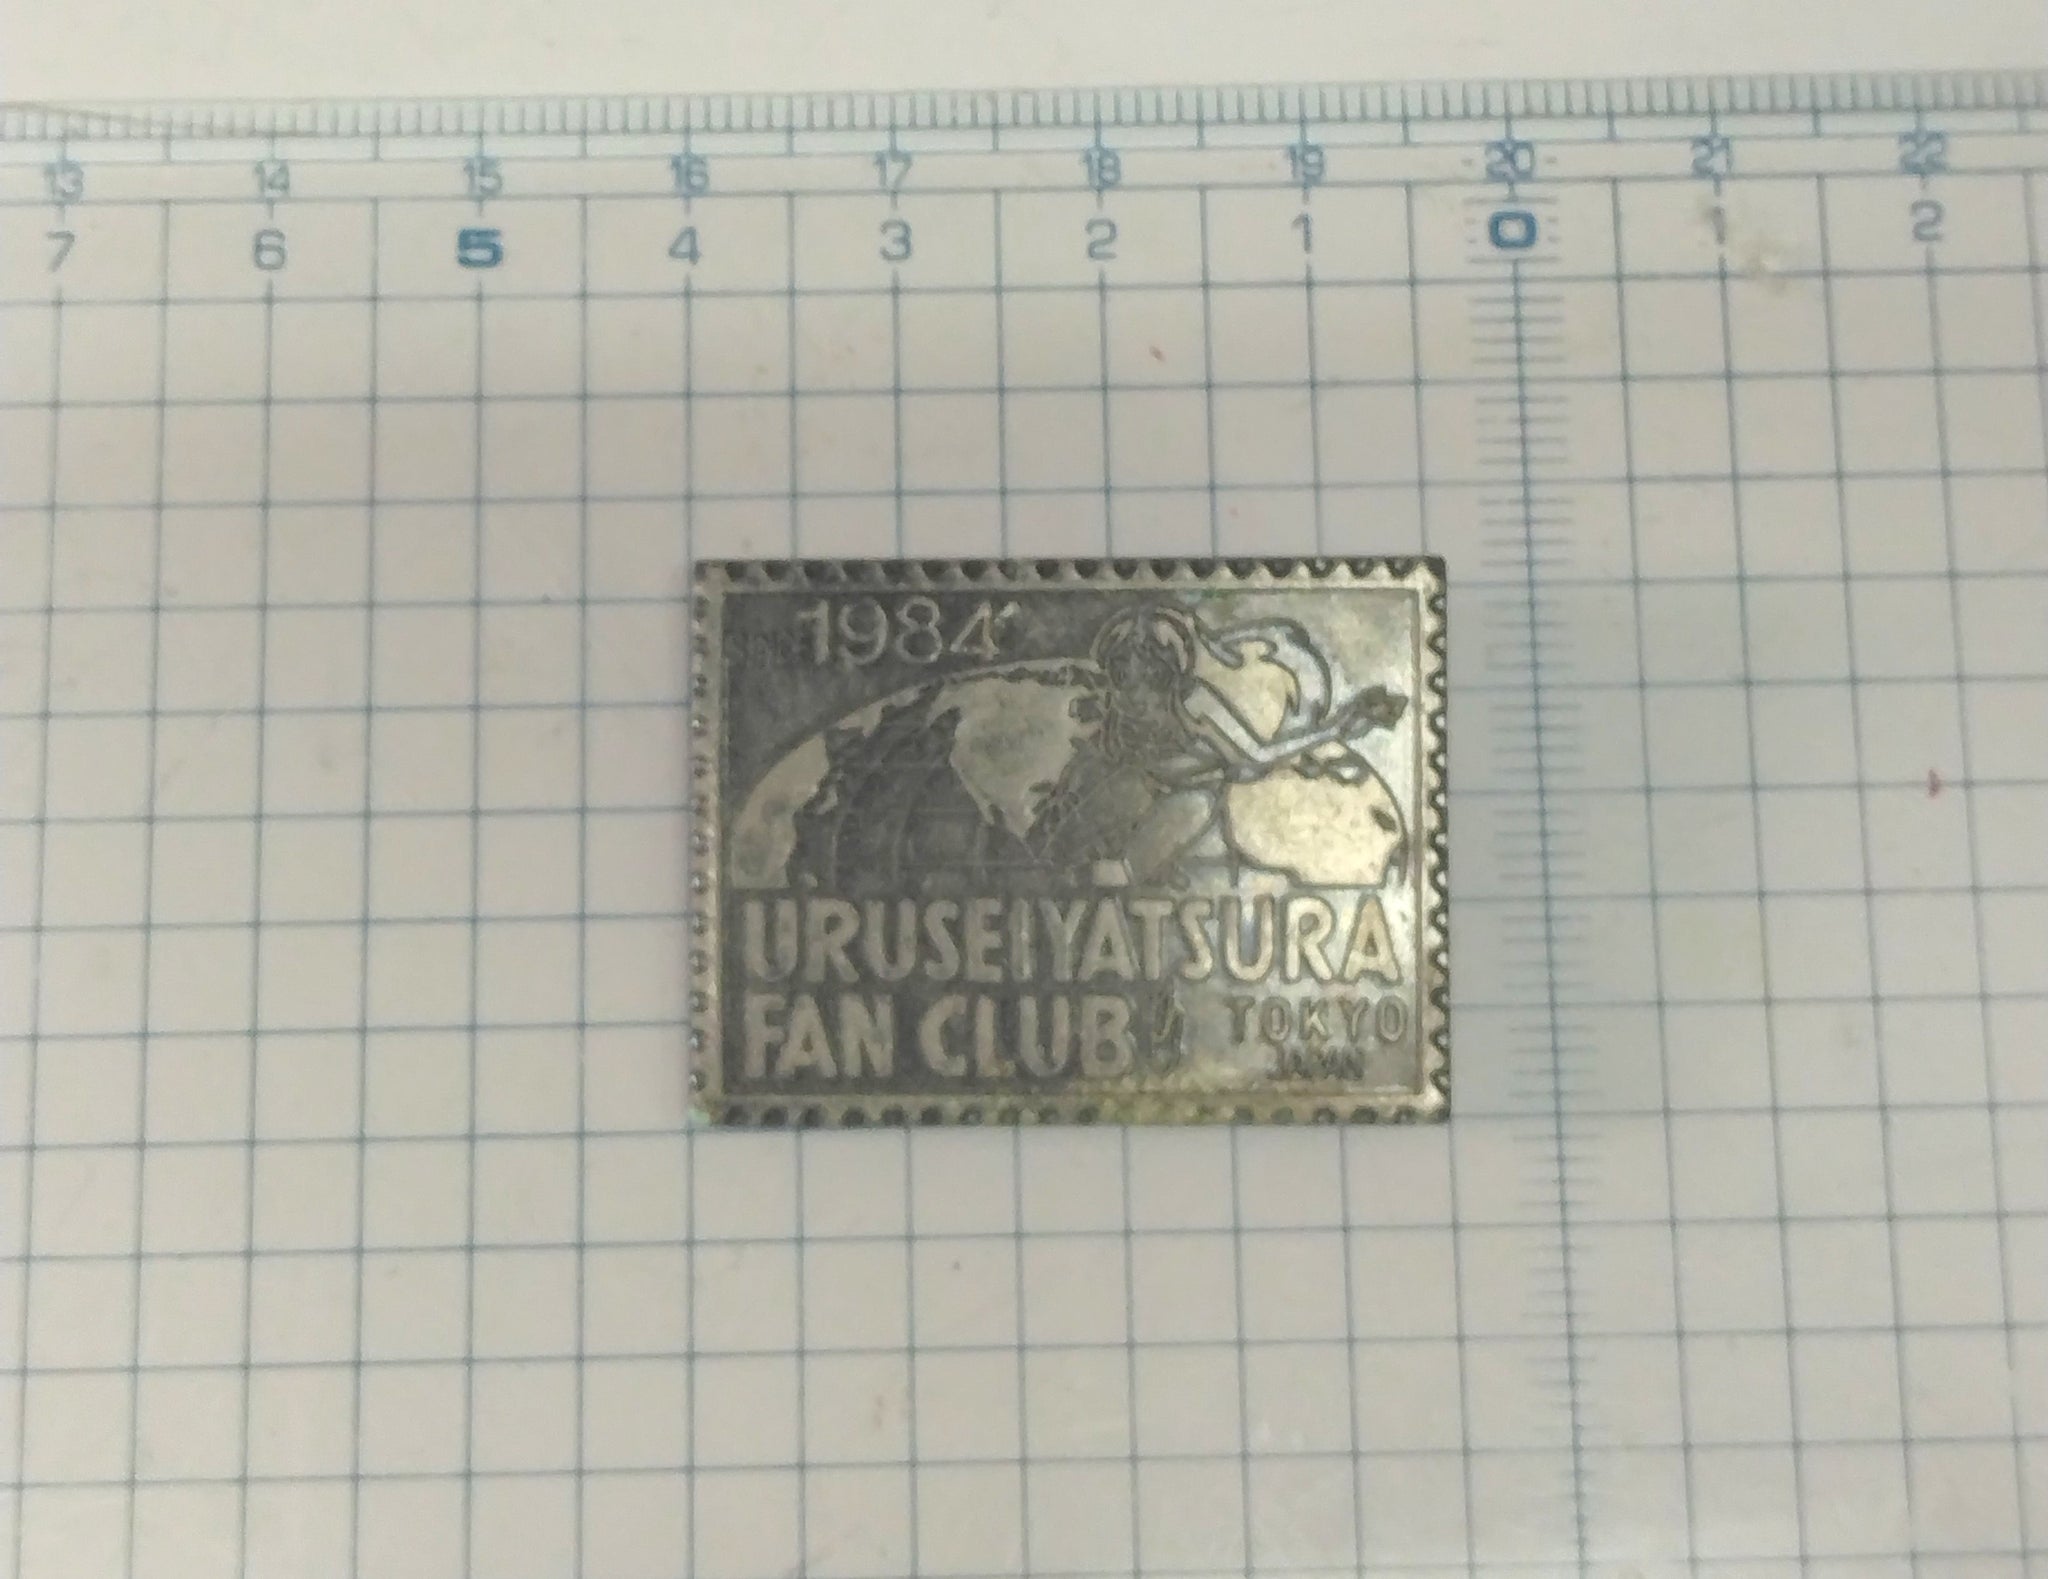 13 14 15 16 17 18 19 20 21 22
7 6 5 4 3 2 1 0 1 2
1984
URUSEIYATSURA
FAN CLUB TOKYO
JAPAN